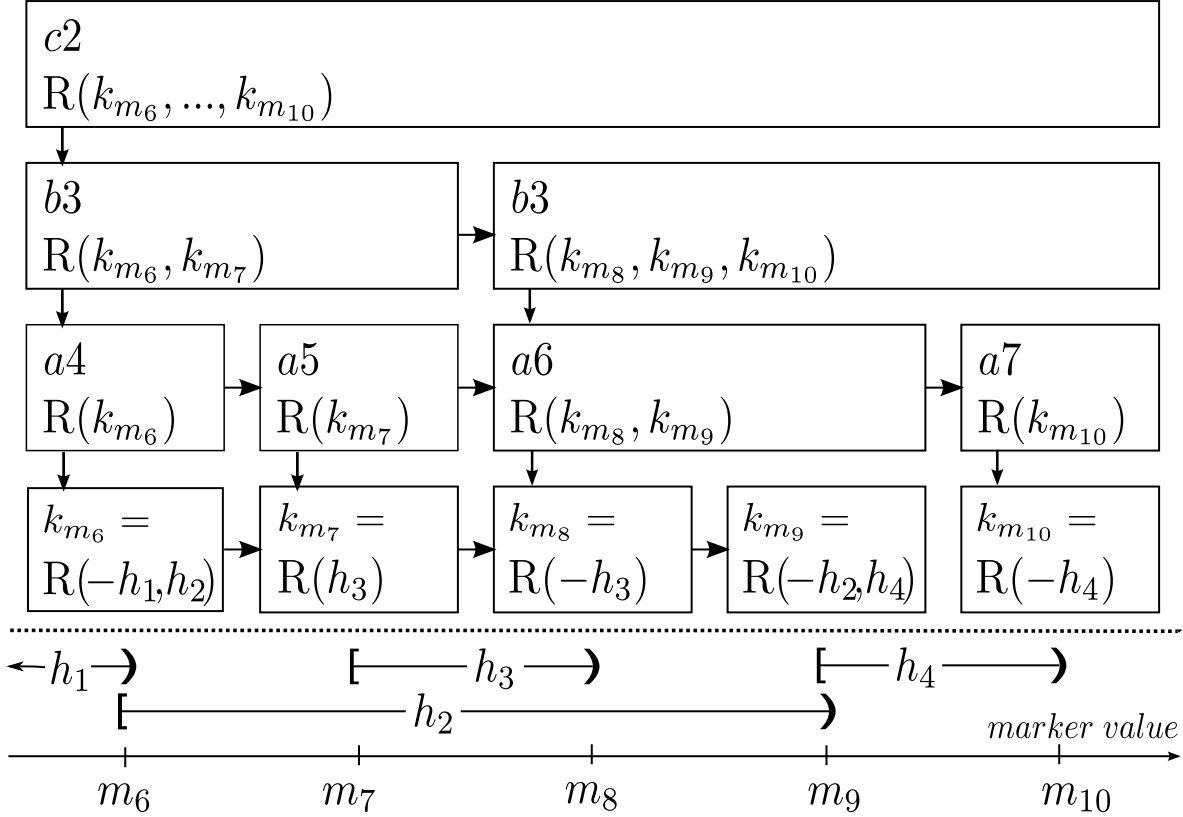 c2
R(k_{m_6},...,k_{m_{10}})
b3
R(k_{m_6},k_{m_7})
b3
R(k_{m_8},k_{m_9},k_{m_{10}})
a4
R(k_{m_6})
a5
R(k_{m_7})
a6
R(k_{m_8},k_{m_9})
a7
R(k_{m_{10}})
k_{m_6} =
R(−h_1,h_2)
k_{m_7} =
R(h_3)
k_{m_8} =
R(−h_3)
k_{m_9} =
R(−h_2,h_4)
k_{m_{10}} =
R(−h_4)
h_1
h_3
h_4
h_2
marker value
m_6
m_7
m_8
m_9
m_{10}